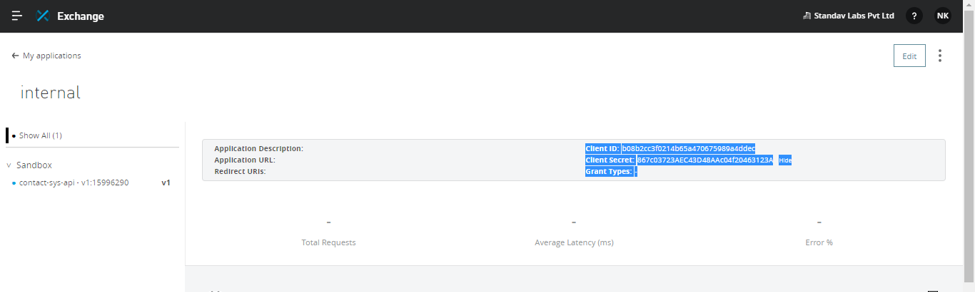 Exchange
Standav Labs Pvt Ltd
?
NK
My applications
Edit
internal
Show All (1)
Sandbox
contact-sys-api - v1:15996290 v1
Application Description:
Application URL:
Redirect URIs:
Client ID: b08b2cc3f0214b65a470675989a4ddec
Client Secret: 867c03723AEC43D48AAc04f20463123A Hide
Grant Types: -
- - -
Total Requests Average Latency (ms) Error %